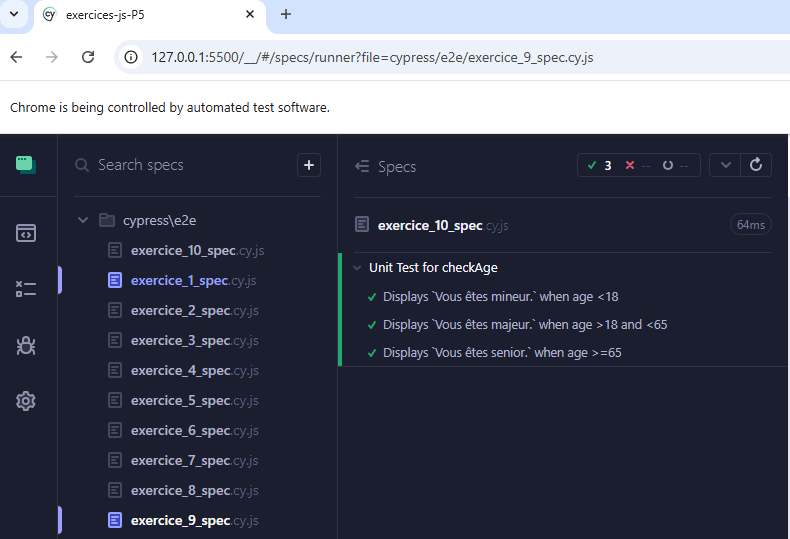 exercices-js-P5
127.0.0.1:5500/__/#/specs/runner?file=cypress/e2e/exercice_9_spec.cy.js
Chrome is being controlled by automated test software.
Search specs
+
cypress\e2e
exercice_10_spec.cy.js
exercice_1_spec.cy.js
exercice_2_spec.cy.js
exercice_3_spec.cy.js
exercice_4_spec.cy.js
exercice_5_spec.cy.js
exercice_6_spec.cy.js
exercice_7_spec.cy.js
exercice_8_spec.cy.js
exercice_9_spec.cy.js
Specs
3 -- --
exercice_10_spec.cy.js 64ms
Unit Test for checkAge
Displays `Vous êtes mineur.` when age <18
Displays `Vous êtes majeur.` when age >18 and <65
Displays `Vous êtes senior.` when age >=65